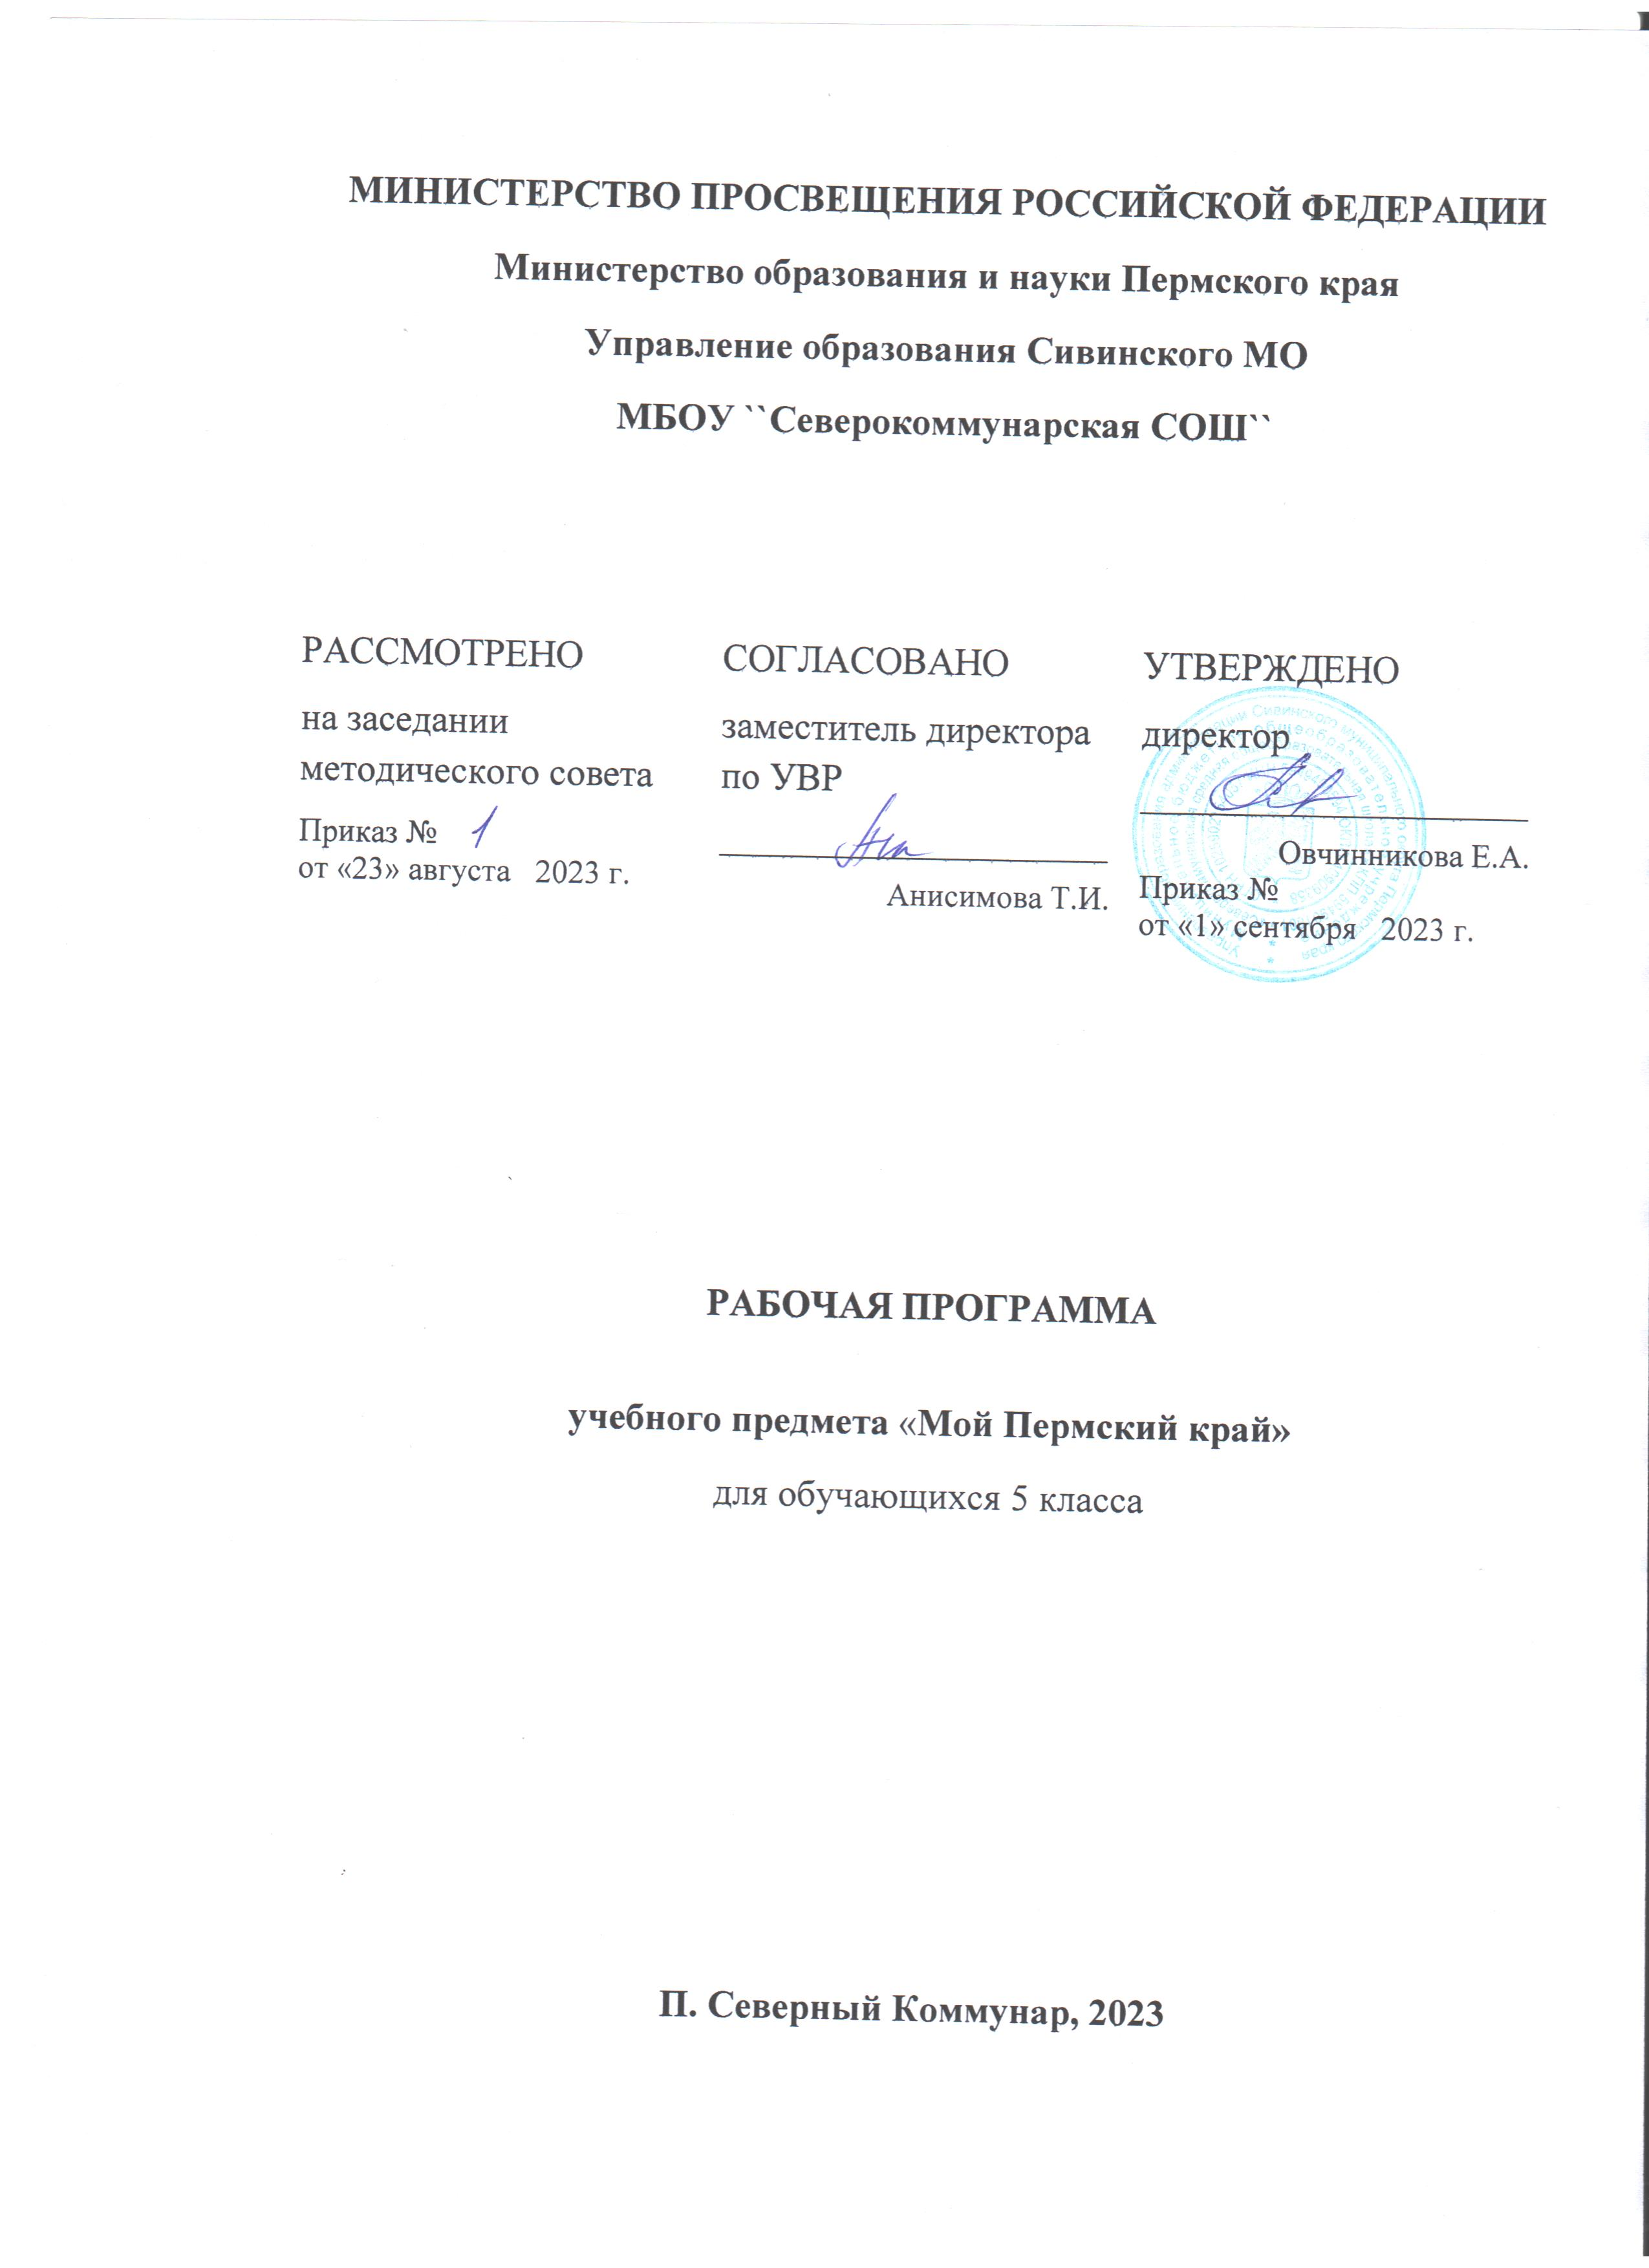 МИНИСТЕРСТВО ПРОСВЕЩЕНИЯ РОССИЙСКОЙ ФЕДЕРАЦИИ
Министерство образования и науки Пермского края
Управление образования Сивинского МО
МБОУ ``Северокоммунарская СОШ``
РАССМОТРЕНО
на заседании
методического совета
Приказ № 1
от «23» августа 2023 г.
СОГЛАСОВАНО
заместитель директора
по УВР
Анисимова Т.И.
УТВЕРЖДЕНО
директор
Овчинникова Е.А.
Приказ №
от «1» сентября 2023 г.
РАБОЧАЯ ПРОГРАММА
учебного предмета «Мой Пермский край»
для обучающихся 5 класса
П. Северный Коммунар, 2023